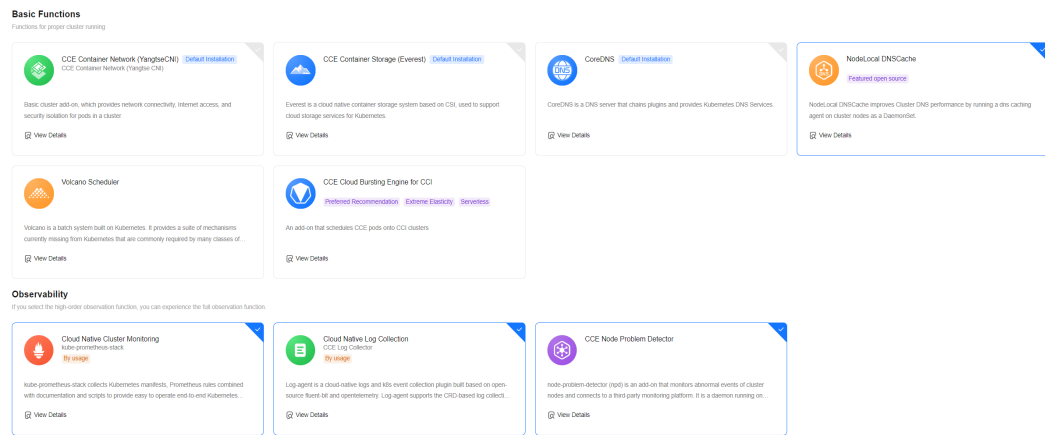 Basic Functions
Functions for proper cluster running
CCE Container Network (YangtseCNI) Default Installation
CCE Container Network (Yangtse CNI)
Basic cluster add-on, which provides network connectivity, Internet access, and
security isolation for pods in a cluster
View Details
CCE Container Storage (Everest) Default Installation
Everest is a cloud native container storage system based on CSI, used to support
cloud storage services for Kubernetes.
View Details
DNS
CoreDNS Default Installation
CoreDNS is a DNS server that chains plugins and provides Kubernetes DNS Services.
View Details
NodeLocal DNSCache
Featured open source
NodeLocal DNSCache improves Cluster DNS performance by running a dns caching
agent on cluster nodes as a DaemonSet.
View Details
Volcano Scheduler
Volcano is a batch system built on Kubernetes. It provides a suite of mechanisms
currently missing from Kubernetes that are commonly required by many classes of...
View Details
CCE Cloud Bursting Engine for CCI
Preferred Recommendation Extreme Elasticity Serverless
An add-on that schedules CCE pods onto CCI clusters.
View Details
Observability
If you select the high-order observation function, you can experience the full observation function.
Cloud Native Cluster Monitoring
kube-prometheus-stack
By usage
kube-prometheus-stack collects Kubernetes manifests, Prometheus rules combined
with documentation and scripts to provide easy to operate end-to-end Kubernetes...
View Details
Cloud Native Log Collection
CCE Log Collector
By usage
Log-agent is a cloud-native logs and k8s event collection plugin built based on open-
source fluent-bit and opentelemetry. Log-agent supports the CRD-based log collecti...
View Details
CCE Node Problem Detector
node-problem-detector (npd) is an add-on that monitors abnormal events of cluster
nodes and connects to a third-party monitoring platform. It is a daemon running on...
View Details